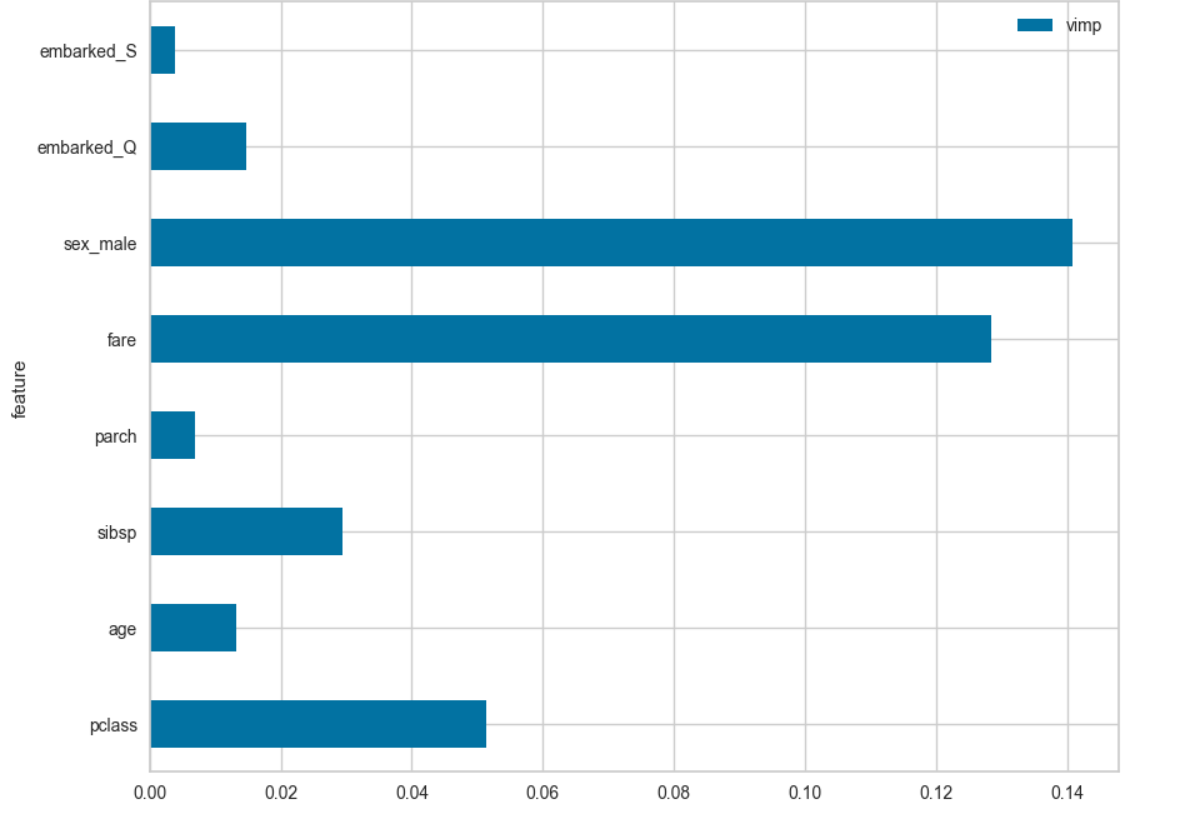 vimp
embarked_S
embarked_Q
sex_male
fare
feature
parch
sibsp
age
pclass
0.00 0.02 0.04 0.06 0.08 0.10 0.12 0.14